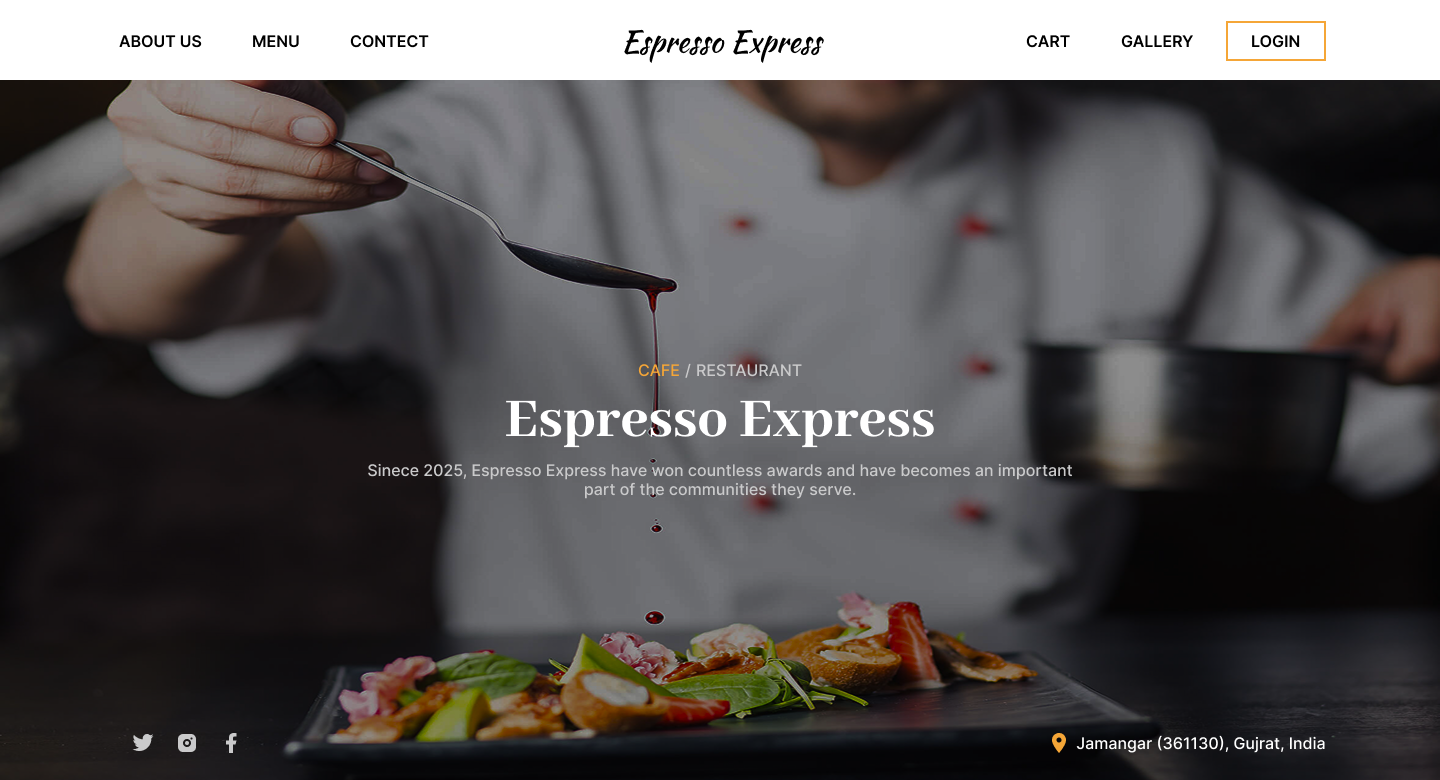 ABOUT US MENU CONTECT Espresso Express CART GALLERY LOGIN
CAFE / RESTAURANT
Espresso Express
Sinece 2025, Espresso Express have won countless awards and have becomes an important
part of the communities they serve.
Jamangar (361130), Gujrat, India